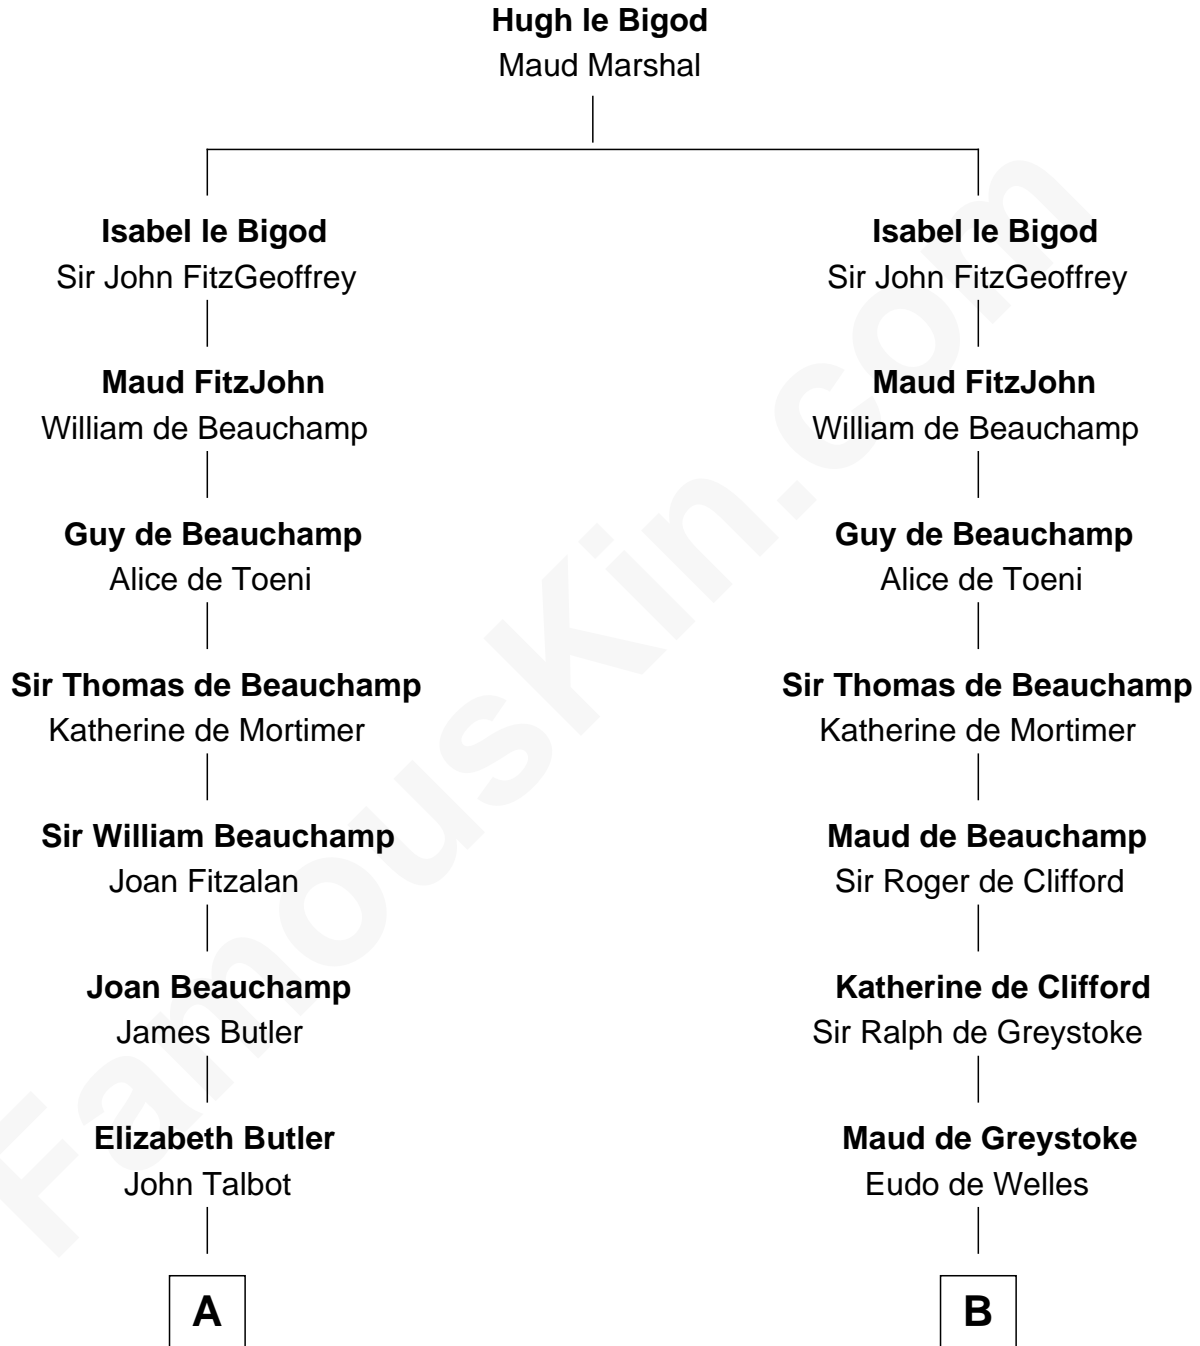 Hugh le Bigod
Maud Marshal
Isabel le Bigod
Sir John FitzGeoffrey
Isabel le Bigod
Sir John FitzGeoffrey
Maud FitzJohn
William de Beauchamp
Maud FitzJohn
William de Beauchamp
Guy de Beauchamp
Alice de Toeni
Guy de Beauchamp
Alice de Toeni
Sir Thomas de Beauchamp
Katherine de Mortimer
Sir Thomas de Beauchamp
Katherine de Mortimer
Sir William Beauchamp
Joan Fitzalan
Maud de Beauchamp
Sir Roger de Clifford
Joan Beauchamp
James Butler
Katherine de Clifford
Sir Ralph de Greystoke
Elizabeth Butler
John Talbot
Maud de Greystoke
Eudo de Welles
A
B
FamousKin.com